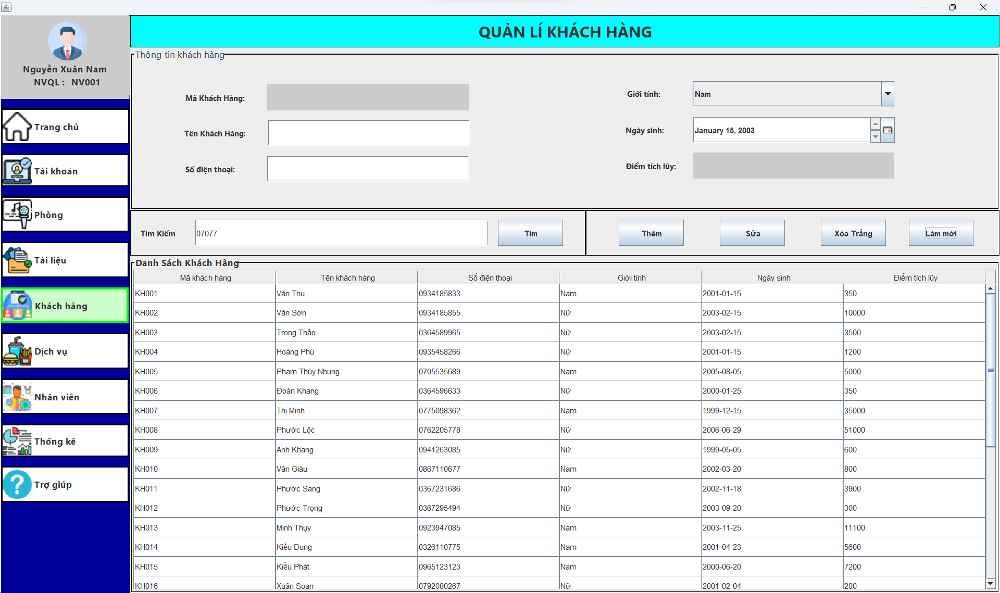 QUẢN LÍ KHÁCH HÀNG
Nguyễn Xuân Nam
NVQL : NV001
Trang chủ
Tài khoản
Phòng
Tài liệu
Khách hàng
Dịch vụ
Nhân viên
Thống kê
Trợ giúp
Thông tin khách hàng
Mã Khách Hàng:
Giới tính: Nam
Tên Khách Hàng:
Ngày sinh: January 15, 2003
Số điện thoại:
Điểm tích lũy:
Tìm Kiếm 07077 Tìm Thêm Sửa Xóa Trắng Làm mới
Danh Sách Khách Hàng
Mã khách hàng Tên khách hàng Số điện thoại Giới tính Ngày sinh Điểm tích lũy
KH001 Văn Thu 0934185833 Nam 2001-01-15 350
KH002 Văn Sơn 0934185855 Nữ 2003-02-15 10000
KH003 Trọng Thảo 0364589965 Nữ 2003-02-15 3500
KH004 Hoàng Phú 0935458266 Nữ 2001-01-15 1200
KH005 Phạm Thùy Nhung 0705535689 Nam 2005-08-05 5000
KH006 Đoàn Khang 0364596633 Nữ 2000-01-25 350
KH007 Thị Minh 0775098362 Nam 1999-12-15 35000
KH008 Phước Lộc 0762205778 Nữ 2006-06-29 51000
KH009 Anh Khang 0941263085 Nữ 1999-05-05 600
KH010 Văn Giàu 0867110677 Nam 2002-03-20 800
KH011 Phước Sang 0367231686 Nữ 2002-11-18 3900
KH012 Phước Trọng 0367295494 Nữ 2003-09-20 300
KH013 Minh Thụy 0923947085 Nam 2003-11-25 11100
KH014 Kiều Dung 0326110775 Nam 2001-04-23 5600
KH015 Kiều Phát 0965123123 Nam 2000-06-20 7200
KH016 Xuân Soan 0792080267 Nữ 2001-02-04 200